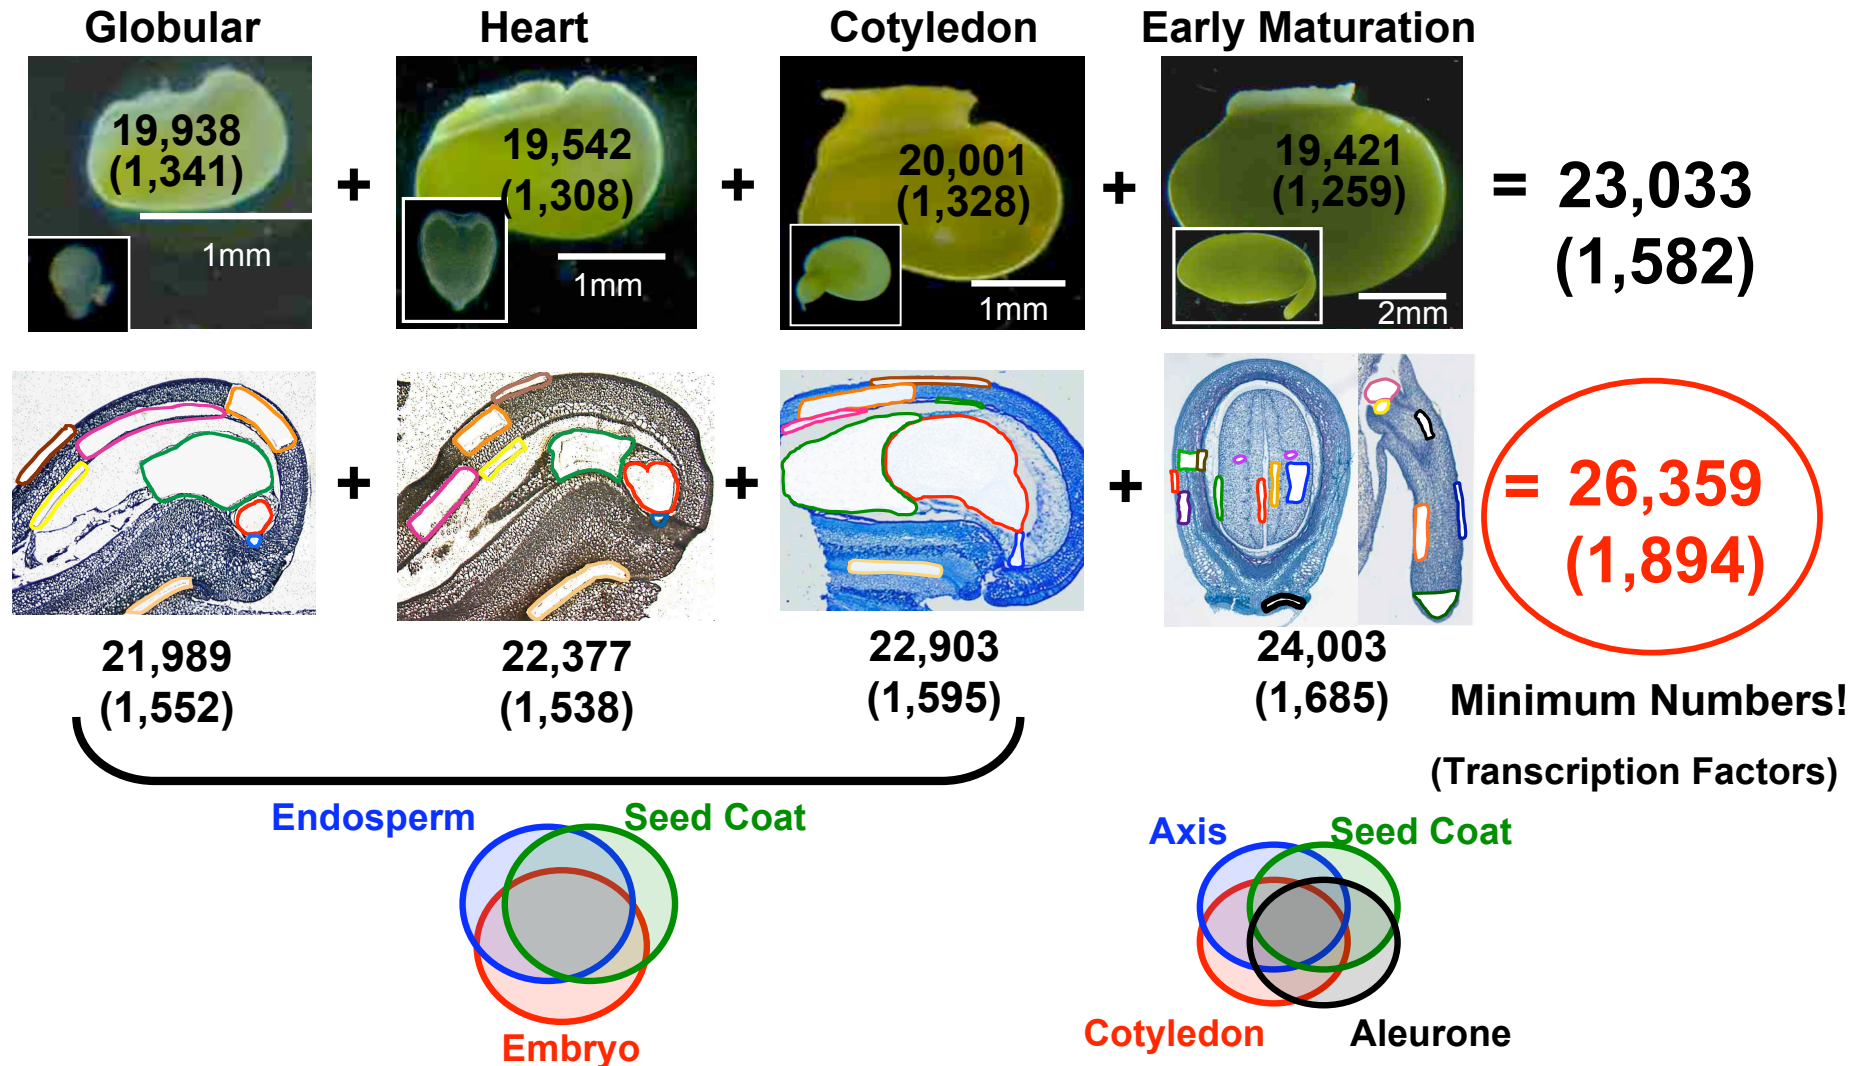 Globular
Heart
Cotyledon
Early Maturation
19,938
(1,341)
1mm
+
19,542
(1,308)
1mm
+
20,001
(1,328)
1mm
+
19,421
(1,259)
2mm
= 23,033
(1,582)
+
+
+
= 26,359
(1,894)
21,989
(1,552)
22,377
(1,538)
22,903
(1,595)
24,003
(1,685)
Minimum Numbers!
(Transcription Factors)
Endosperm
Seed Coat
Embryo
Axis
Seed Coat
Cotyledon
Aleurone